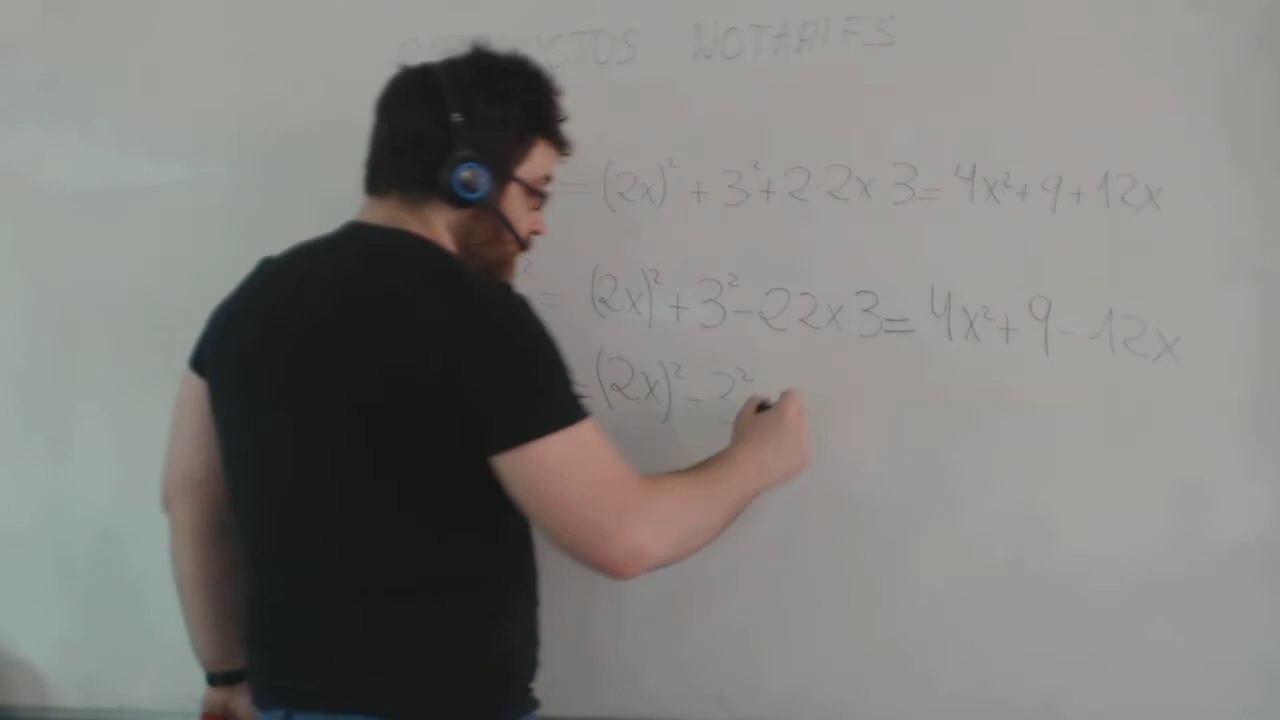 NOTABLES
= (2x)² + 3² + 2 2x 3 = 4x² + 9 + 12x
² = (2x)² + 3² - 2 2x 3 = 4x² + 9 - 12x
= (2x)² - 3²